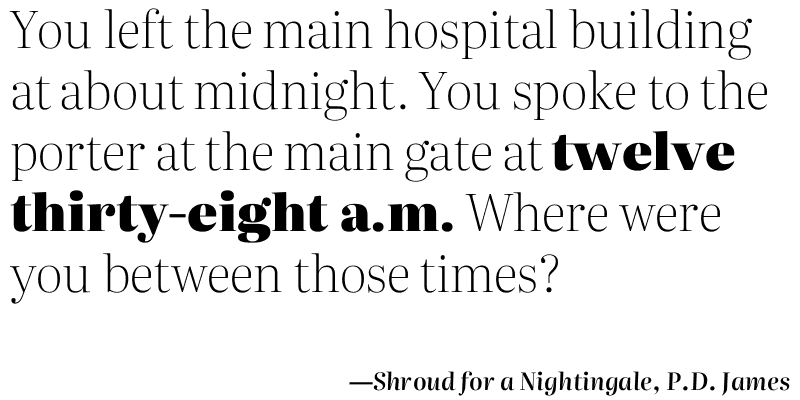 You left the main hospital building
at about midnight. You spoke to the
porter at the main gate at twelve
thirty-eight a.m. Where were
you between those times?
—Shroud for a Nightingale, P.D. James